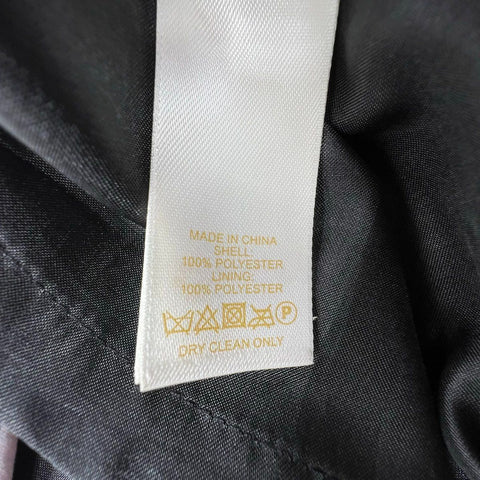 MADE IN CHINA
SHELL:
100% POLYESTER
LINING:
100% POLYESTER
P
DRY CLEAN ONLY